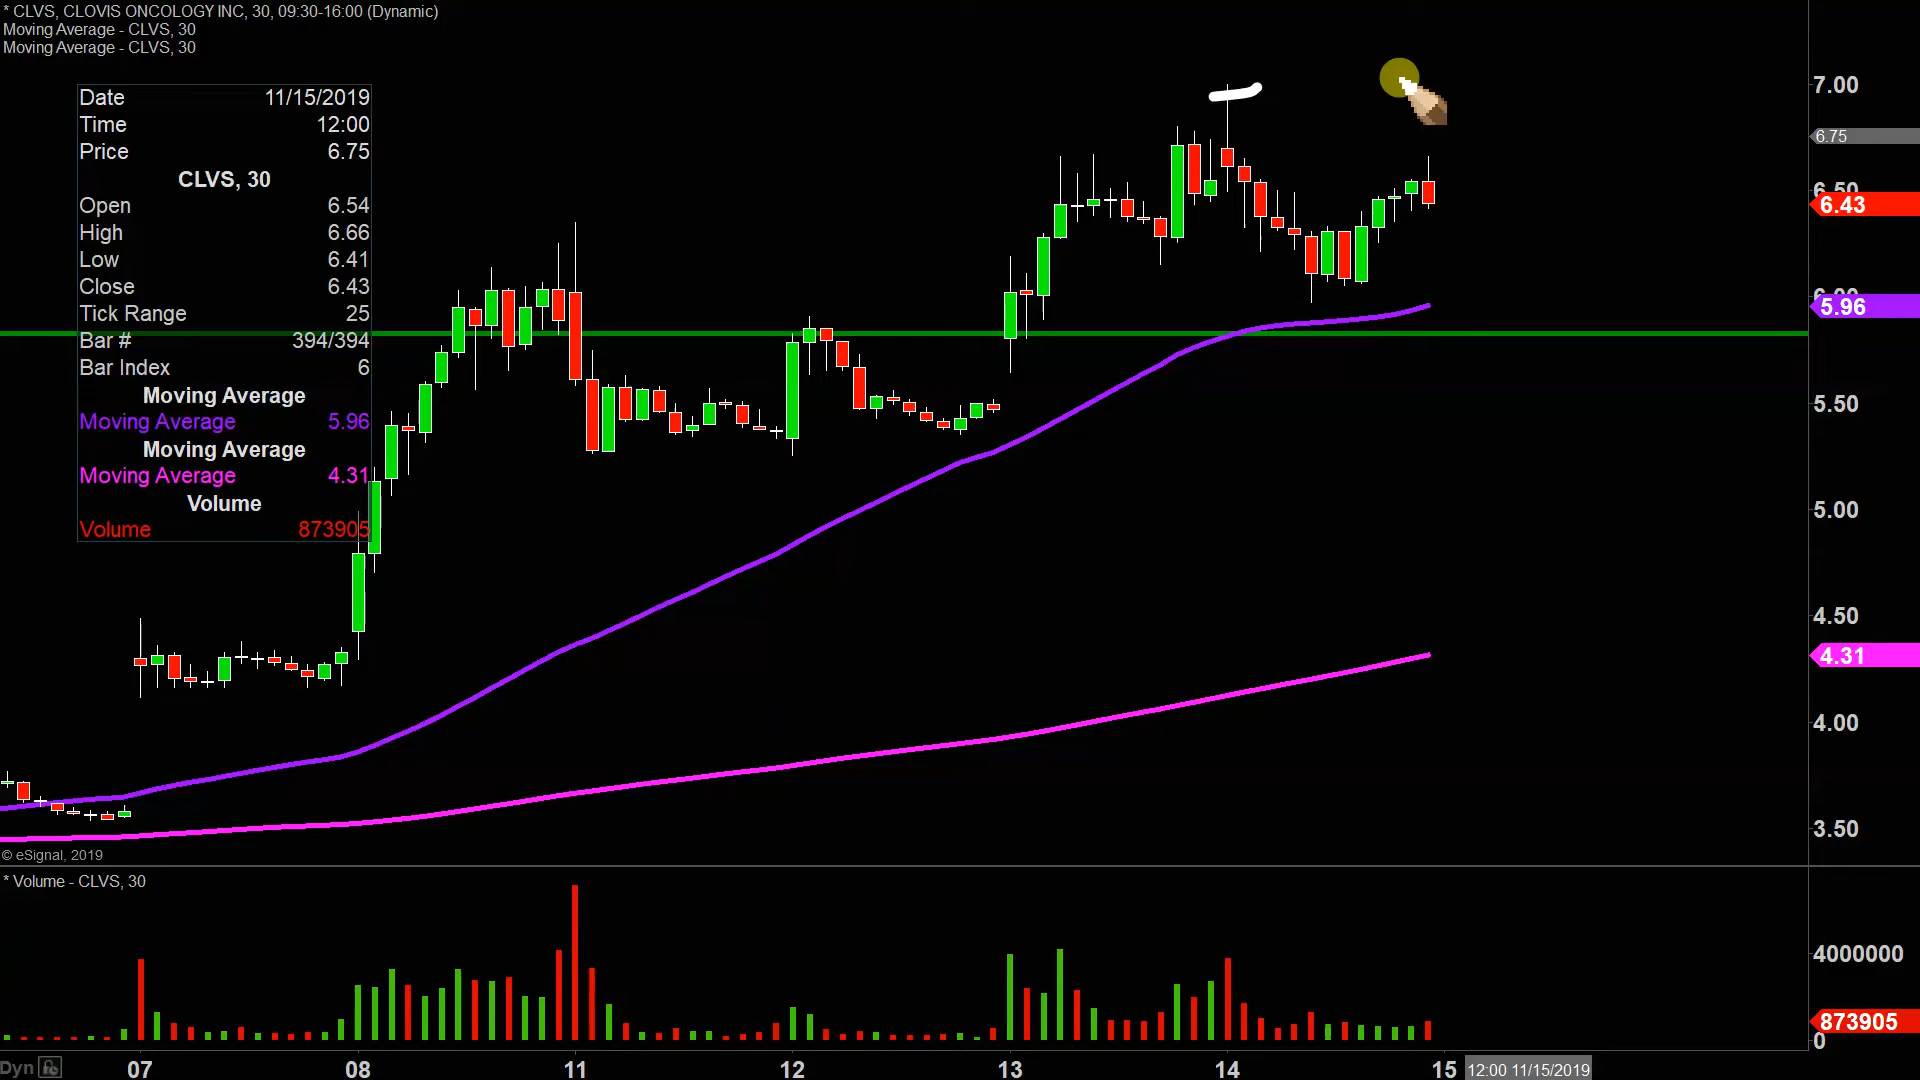 * CLVS, CLOVIS ONCOLOGY INC, 30, 09:30-16:00 (Dynamic)
Moving Average - CLVS, 30
Moving Average - CLVS, 30
Date 11/15/2019
Time 12:00
Price 6.75
CLVS, 30
Open 6.54
High 6.66
Low 6.41
Close 6.43
Tick Range 25
Bar # 394/394
Bar Index 6
Moving Average
Moving Average 5.96
Moving Average
Moving Average 4.31
Volume
Volume 873905
7.00
6.75
6.50
6.43
6.00
5.96
5.50
5.00
4.50
4.31
4.00
3.50
© eSignal, 2019
* Volume - CLVS, 30
4000000
873905
0
Dyn 07 08 11 12 13 14 15 12:00 11/15/2019